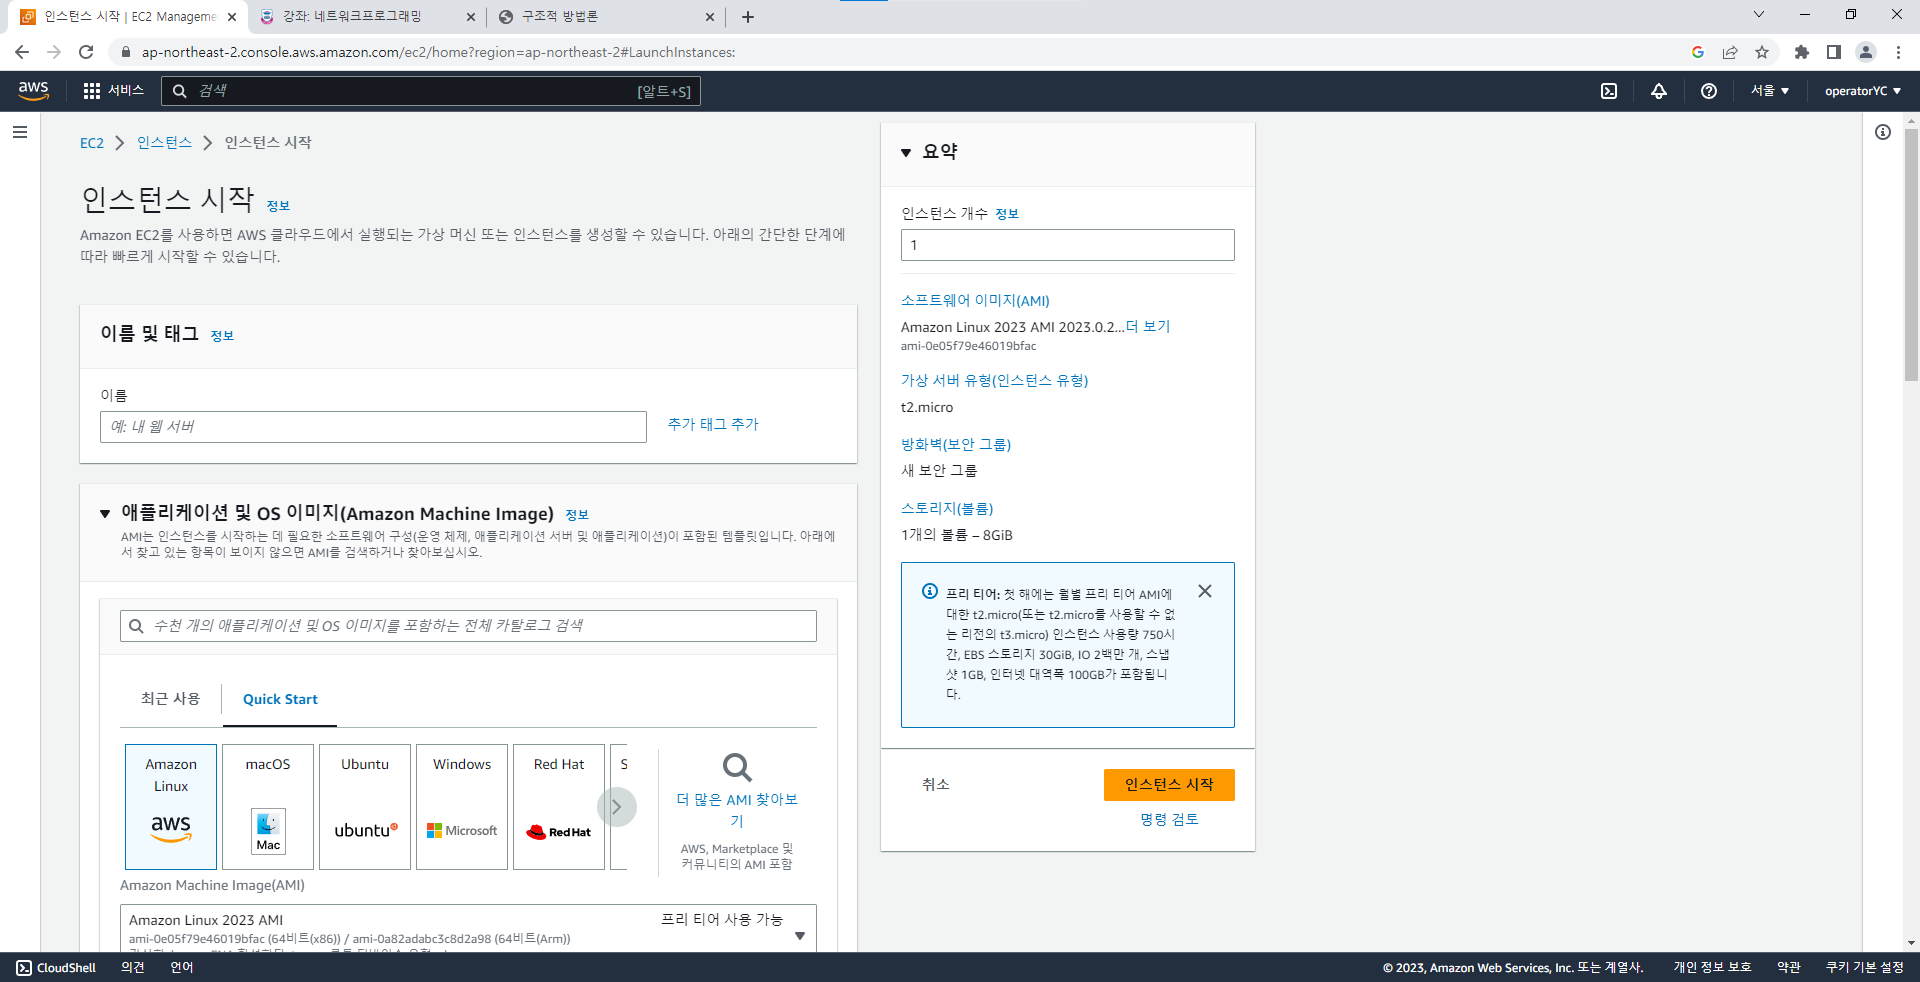 인스턴스 시작 | EC2 Manageme
강좌: 네트워크프로그래밍
구조적 방법론
ap-northeast-2.console.aws.amazon.com/ec2/home?region=ap-northeast-2#LaunchInstances:
aws
서비스
검색
[알트+S]
서울
operatorYC
EC2
인스턴스
인스턴스 시작
인스턴스 시작 정보
Amazon EC2를 사용하면 AWS 클라우드에서 실행되는 가상 머신 또는 인스턴스를 생성할 수 있습니다. 아래의 간단한 단계에
따라 빠르게 시작할 수 있습니다.
이름 및 태그 정보
이름
예: 내 웹 서버
추가 태그 추가
애플리케이션 및 OS 이미지(Amazon Machine Image) 정보
AMI는 인스턴스를 시작하는 데 필요한 소프트웨어 구성(운영 체제, 애플리케이션 서버 및 애플리케이션)이 포함된 템플릿입니다. 아래에
서 찾고 있는 항목이 보이지 않으면 AMI를 검색하거나 찾아보십시오.
수천 개의 애플리케이션 및 OS 이미지를 포함하는 전체 카탈로그 검색
최근 사용
Quick Start
Amazon
Linux
aws
macOS
Mac
Ubuntu
ubuntu
Windows
Microsoft
Red Hat
Red Hat
S
더 많은 AMI 찾아보
기
AWS, Marketplace 및
커뮤니티의 AMI 포함
Amazon Machine Image(AMI)
Amazon Linux 2023 AMI
프리 티어 사용 가능
ami-0e05f79e46019bfac (64비트(x86)) / ami-0a82adabc3c8d2a98 (64비트(Arm))
요약
인스턴스 개수 정보
1
소프트웨어 이미지(AMI)
Amazon Linux 2023 AMI 2023.0.2...더 보기
ami-0e05f79e46019bfac
가상 서버 유형(인스턴스 유형)
t2.micro
방화벽(보안 그룹)
새 보안 그룹
스토리지(볼륨)
1개의 볼륨 – 8GiB
프리 티어: 첫 해에는 월별 프리 티어 AMI에
대한 t2.micro(또는 t2.micro를 사용할 수 없
는 리전의 t3.micro) 인스턴스 사용량 750시
간, EBS 스토리지 30GiB, IO 2백만 개, 스냅
샷 1GB, 인터넷 대역폭 100GB가 포함됩니
다.
취소
인스턴스 시작
명령 검토
CloudShell
의견
언어
© 2023, Amazon Web Services, Inc. 또는 계열사.
개인 정보 보호
약관
쿠키 기본 설정